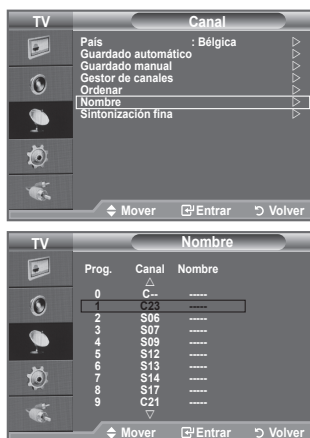 TV Canal
País : Bélgica
Guardado automático
Guardado manual
Gestor de canales
Ordenar
Nombre
Sintonización fina
Mover Entrar Volver
TV Nombre
Prog. Canal Nombre
0 C-- -----
1 C23 -----
2 S06 -----
3 S07 -----
4 S09 -----
5 S12 -----
6 S13 -----
7 S14 -----
8 S17 -----
9 C21 -----
Mover Entrar Volver